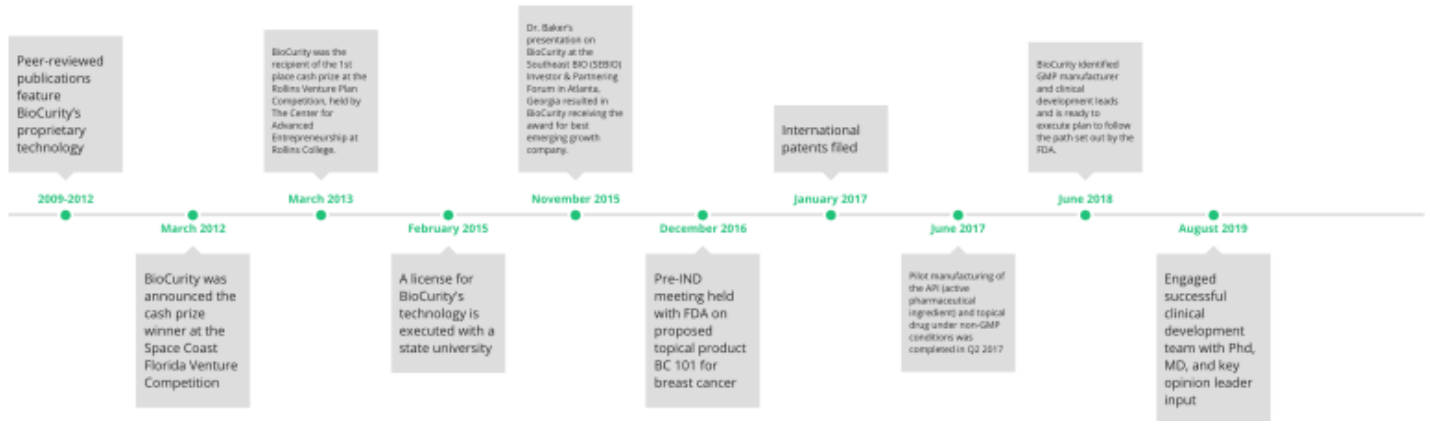 Peer-reviewed
publications
feature
BioCurity's
proprietary
technology
2009-2012
March 2012
BioCurity was
announced the
cash prize
winner at the
Space Coast
Florida Venture
Competition
BioCurity was the
recipient of the 1st
place cash prize at the
Rollins Venture Plan
Competition, held by
The Center for
Advanced
Entrepreneurship at
Rollins College.
March 2013
February 2015
A license for
BioCurity's
technology is
executed with a
state university
Dr. Baker's
presentation on
BioCurity at the
Southeast BIO (SEBIO)
Investor & Partnering
Forum in Atlanta,
Georgia resulted in
BioCurity receiving the
award for best
emerging growth
company.
November 2015
December 2016
Pre-IND
meeting held
with FDA on
proposed
topical product
BC 101 for
breast cancer
International
patents filed
January 2017
June 2017
Pilot manufacturing of
the API (active
pharmaceutical
ingredient) and topical
drug under non-GMP
conditions was
completed in Q2 2017
BioCurity identified
GMP manufacturer
and clinical
development leads
and is ready to
execute plan to follow
the path set out by the
FDA.
June 2018
August 2019
Engaged
successful
clinical
development
team with Phd,
MD, and key
opinion leader
input